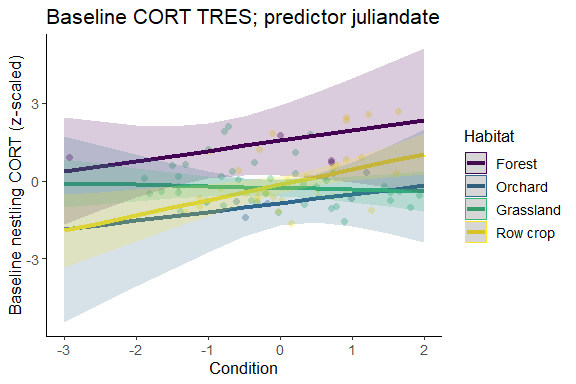 Baseline CORT TRES; predictor juliandate
Baseline nestling CORT (z-scaled)
3
0
-3
-3
-2
-1
0
1
2
Condition
Habitat
Forest
Orchard
Grassland
Row crop